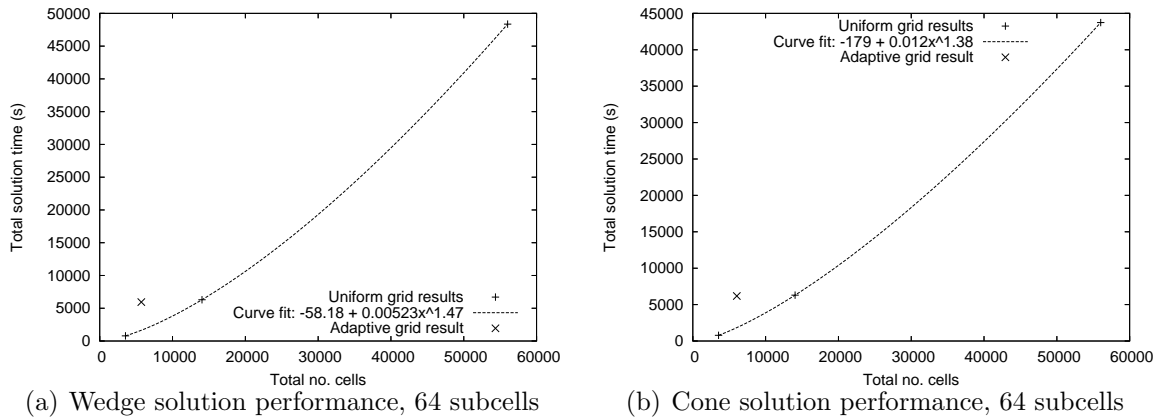 50000
45000
40000
35000
30000
25000
20000
15000
10000
5000
0
0 10000 20000 30000 40000 50000 60000
Total solution time (s)
Total no. cells
Uniform grid results
Curve fit: -58.18 + 0.00523x^1.47
Adaptive grid result
(a) Wedge solution performance, 64 subcells
45000
40000
35000
30000
25000
20000
15000
10000
5000
0
0 10000 20000 30000 40000 50000 60000
Total solution time (s)
Total no. cells
Uniform grid results
Curve fit: -179 + 0.012x^1.38
Adaptive grid result
(b) Cone solution performance, 64 subcells